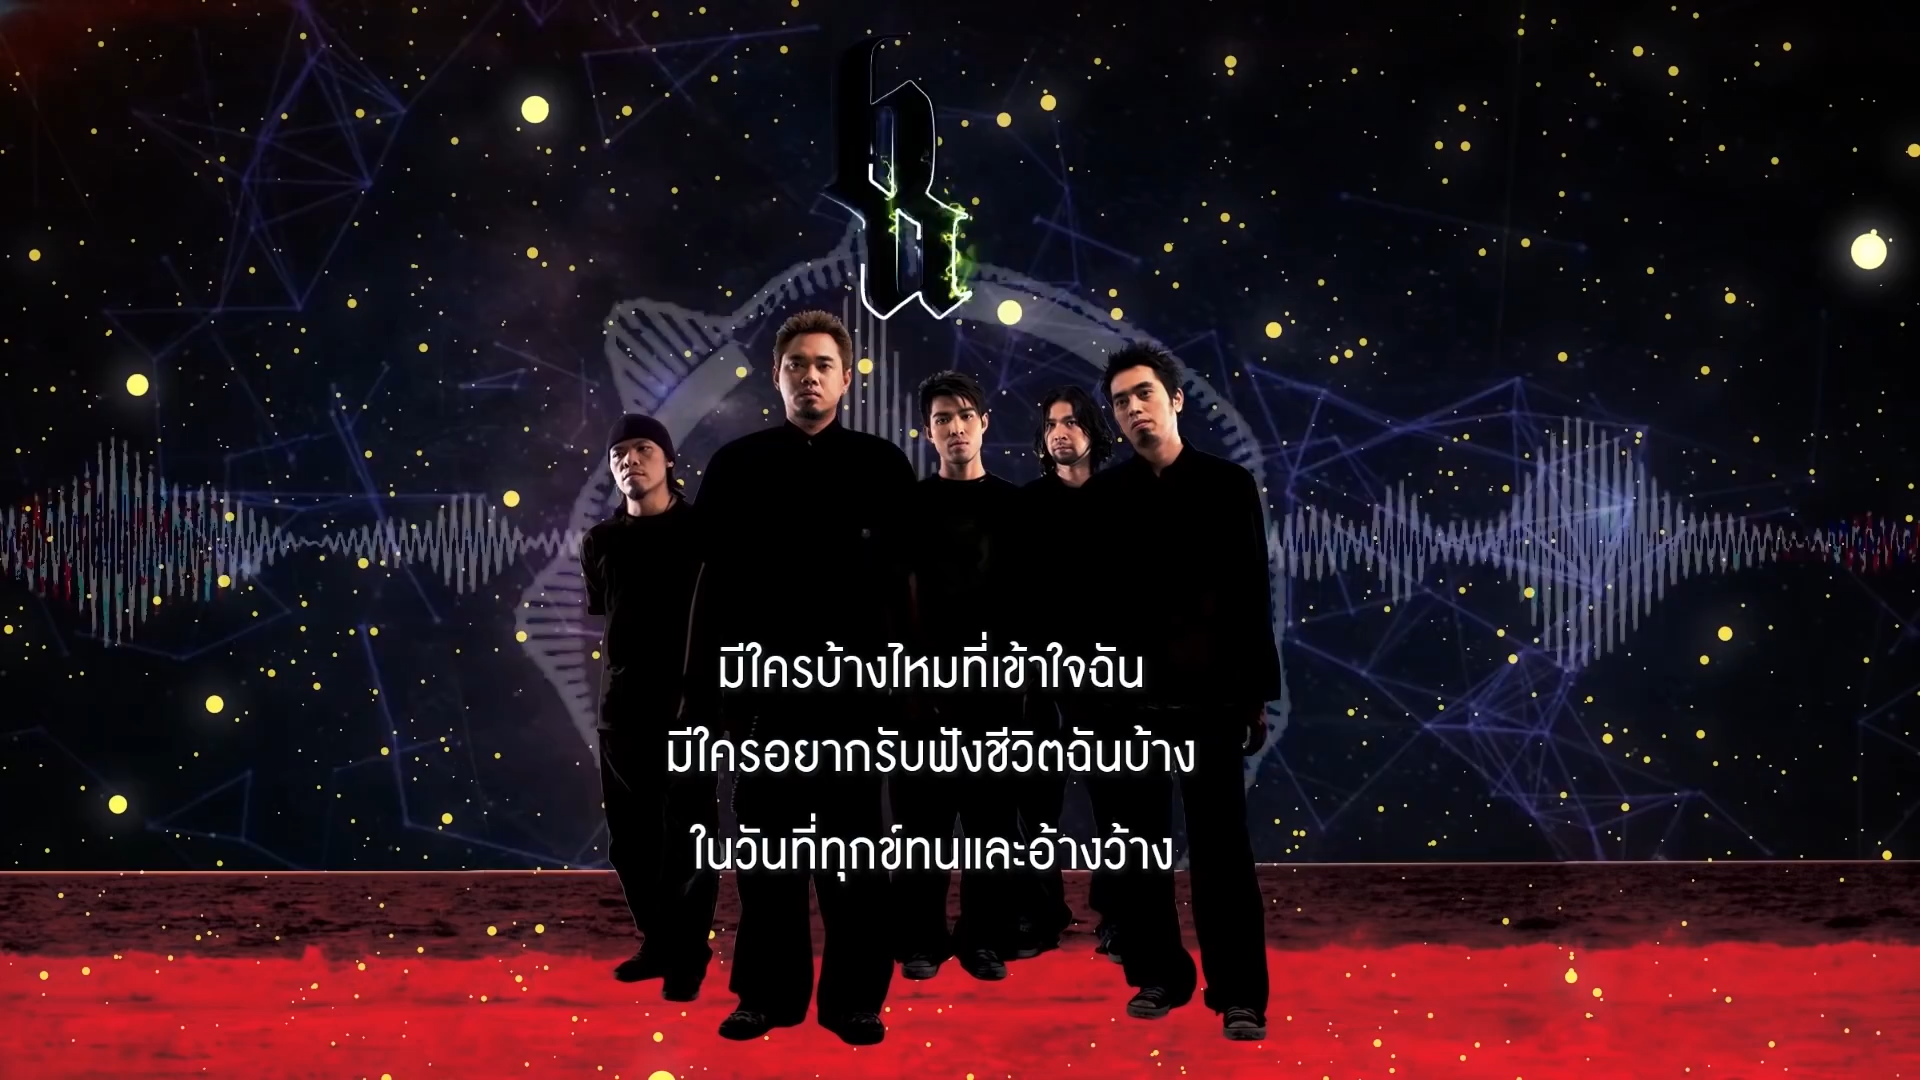 มีใครบ้างไหมที่เข้าใจฉัน
มีใครอยากรับฟังชีวิตฉันบ้าง
ในวันที่ทุกข์ทนและอ้างว้าง